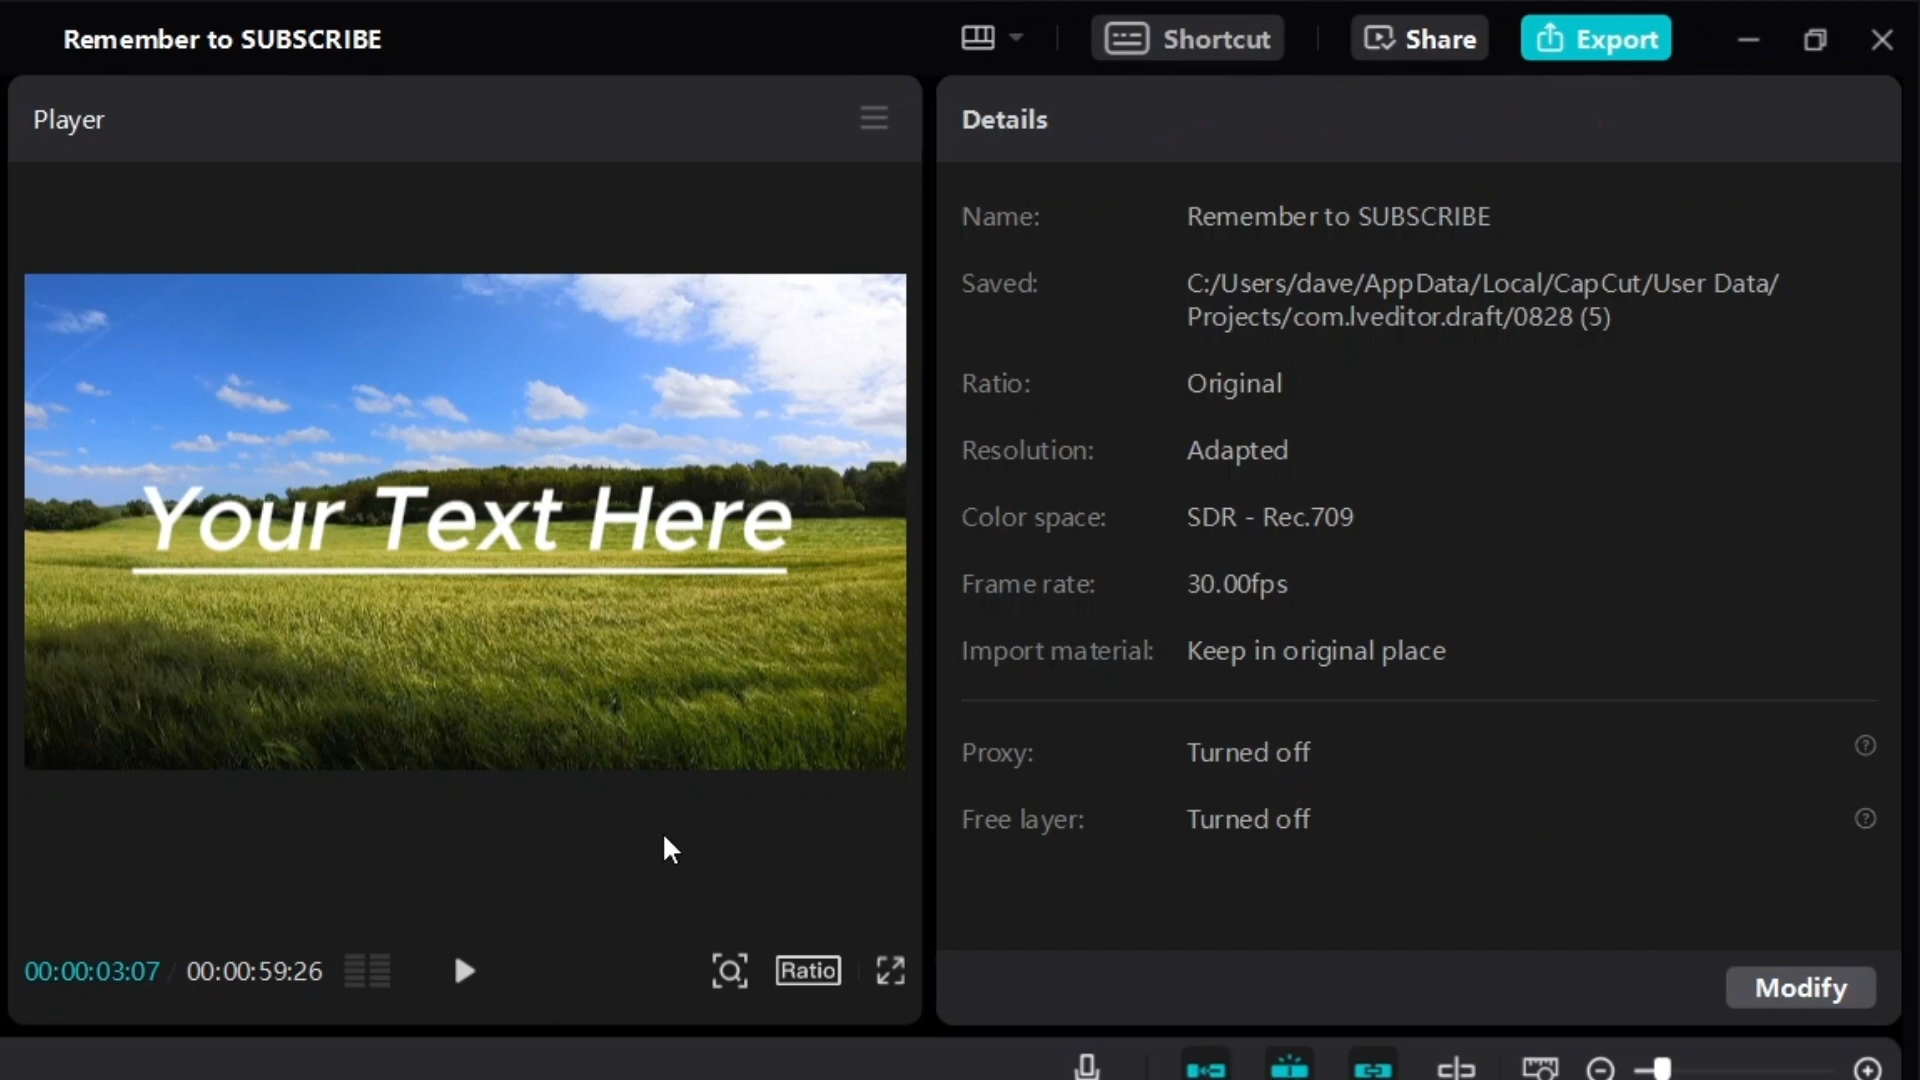 Remember to SUBSCRIBE
Shortcut
Share
Export
Player
Details
Name: Remember to SUBSCRIBE
Saved: C:/Users/dave/AppData/Local/CapCut/User Data/
Projects/com.lveditor.draft/0828 (5)
Ratio: Original
Resolution: Adapted
Color space: SDR - Rec.709
Frame rate: 30.00fps
Import material: Keep in original place
Proxy: Turned off
Free layer: Turned off
Your Text Here
00:00:03:07 / 00:00:59:26
Ratio
Modify